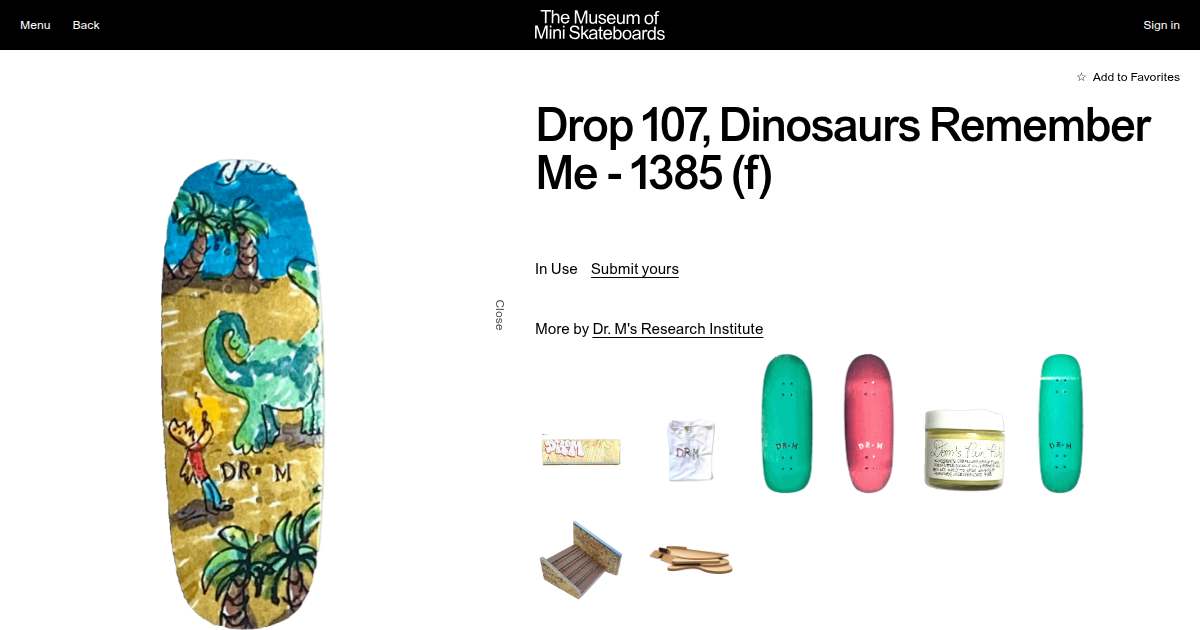 Menu
Back
The Museum of
Mini Skateboards
Sign in
☆ Add to Favorites
Drop 107, Dinosaurs Remember
Me - 1385 (f)
In Use
Submit yours
Close
More by Dr. M's Research Institute
DR•M
DR•M
DR•M
DR•M
DR•M